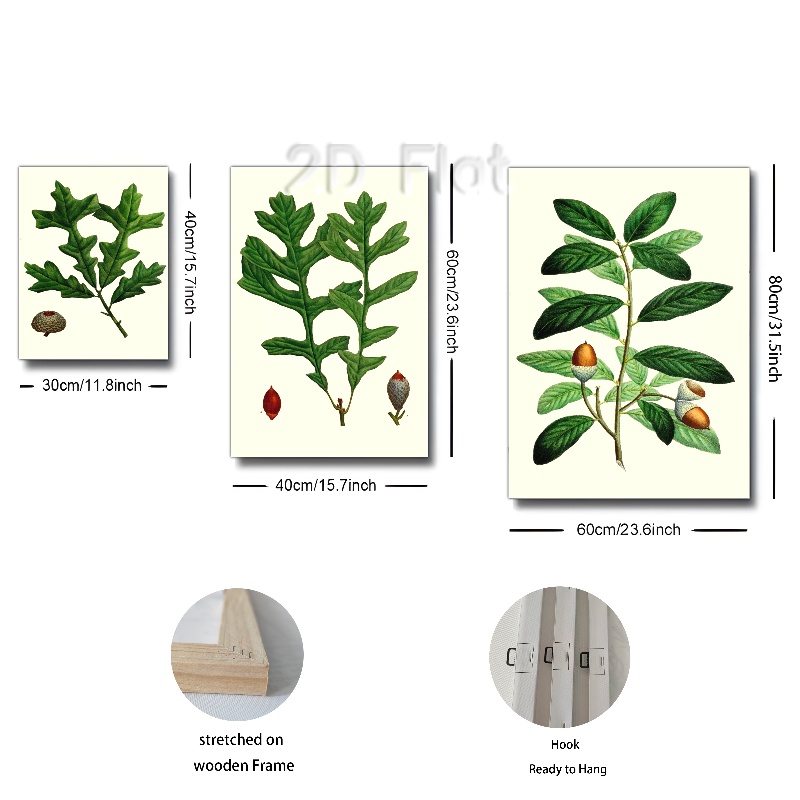 2D Flat
40cm/15.7inch
30cm/11.8inch
60cm/23.6inch
40cm/15.7inch
80cm/31.5inch
60cm/23.6inch
stretched on
wooden Frame
Hook
Ready to Hang